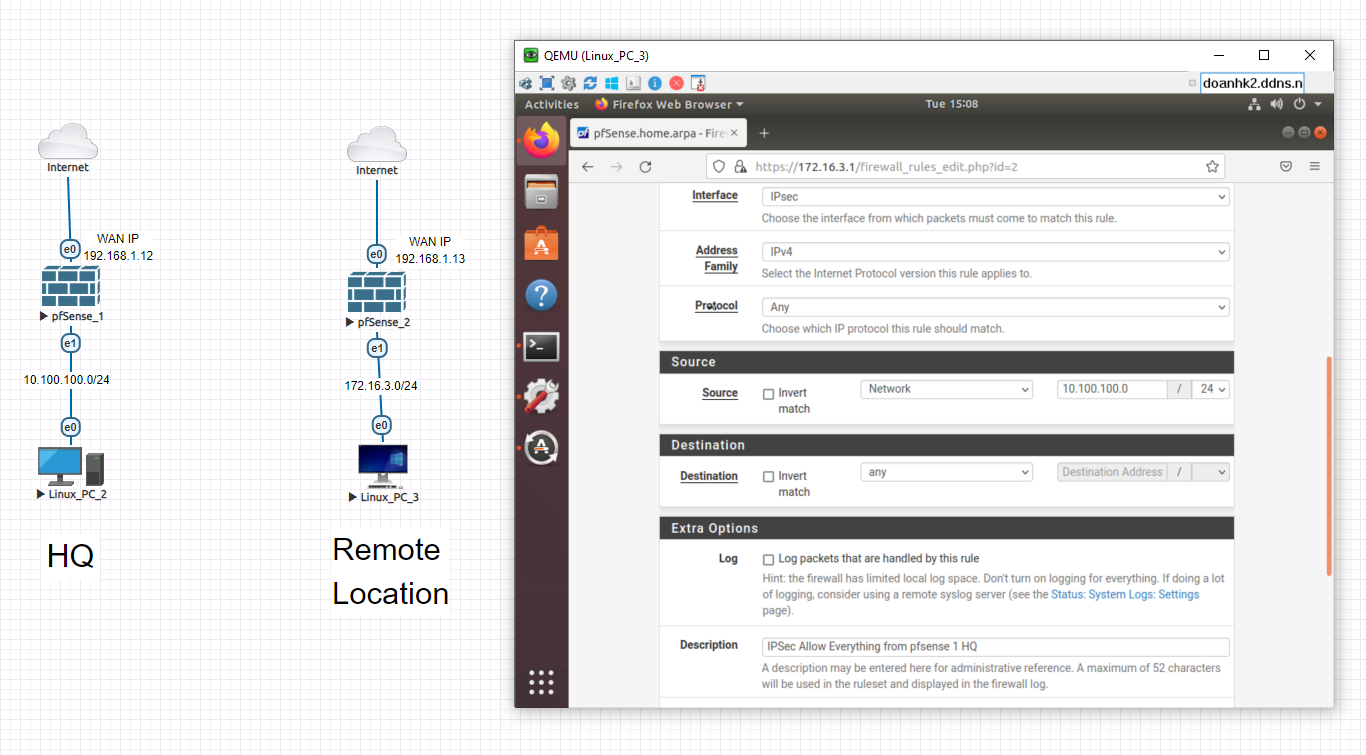 Internet
WAN IP
192.168.1.12
e0
pfSense_1
e1
10.100.100.0/24
e0
Linux_PC_2
HQ
Internet
WAN IP
192.168.1.13
e0
pfSense_2
e1
172.16.3.0/24
e0
Linux_PC_3
Remote
Location
QEMU (Linux_PC_3)
doanhk2.ddns.n
Activities Firefox Web Browser Tue 15:08
pfSense.home.arpa - Fire
https://172.16.3.1/firewall_rules_edit.php?id=2
Interface IPsec
Choose the interface from which packets must come to match this rule.
Address Family IPv4
Select the Internet Protocol version this rule applies to.
Protocol Any
Choose which IP protocol this rule should match.
Source
Source Invert match Network 10.100.100.0 / 24
Destination
Destination Invert match any Destination Address /
Extra Options
Log Log packets that are handled by this rule
Hint: the firewall has limited local log space. Don't turn on logging for everything. If doing a lot
of logging, consider using a remote syslog server (see the Status: System Logs: Settings
page).
Description IPSec Allow Everything from pfsense 1 HQ
A description may be entered here for administrative reference. A maximum of 52 characters
will be used in the ruleset and displayed in the firewall log.